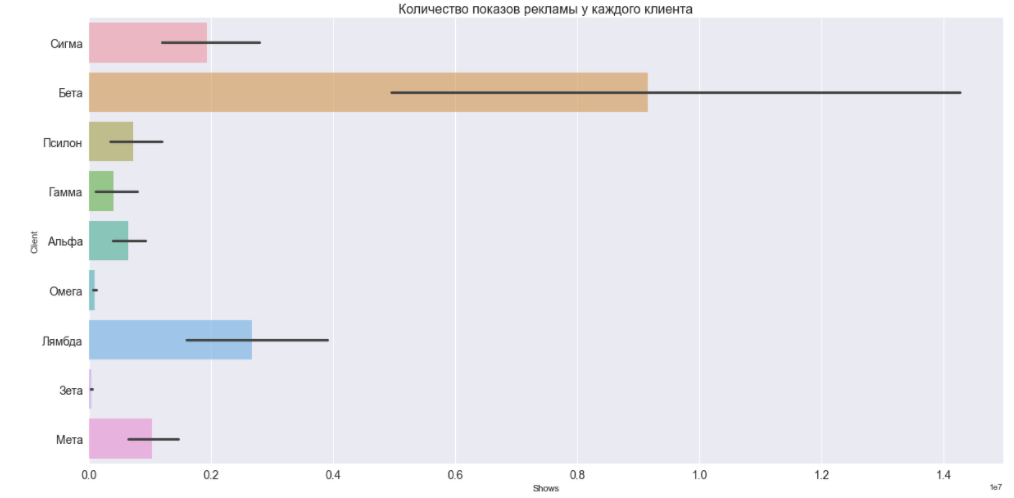 Количество показов рекламы у каждого клиента
Сигма
Бета
Псилон
Гамма
Альфа
Омега
Лямбда
Зета
Мета
Client
0.0 0.2 0.4 0.6 0.8 1.0 1.2 1.4
Shows
1e7